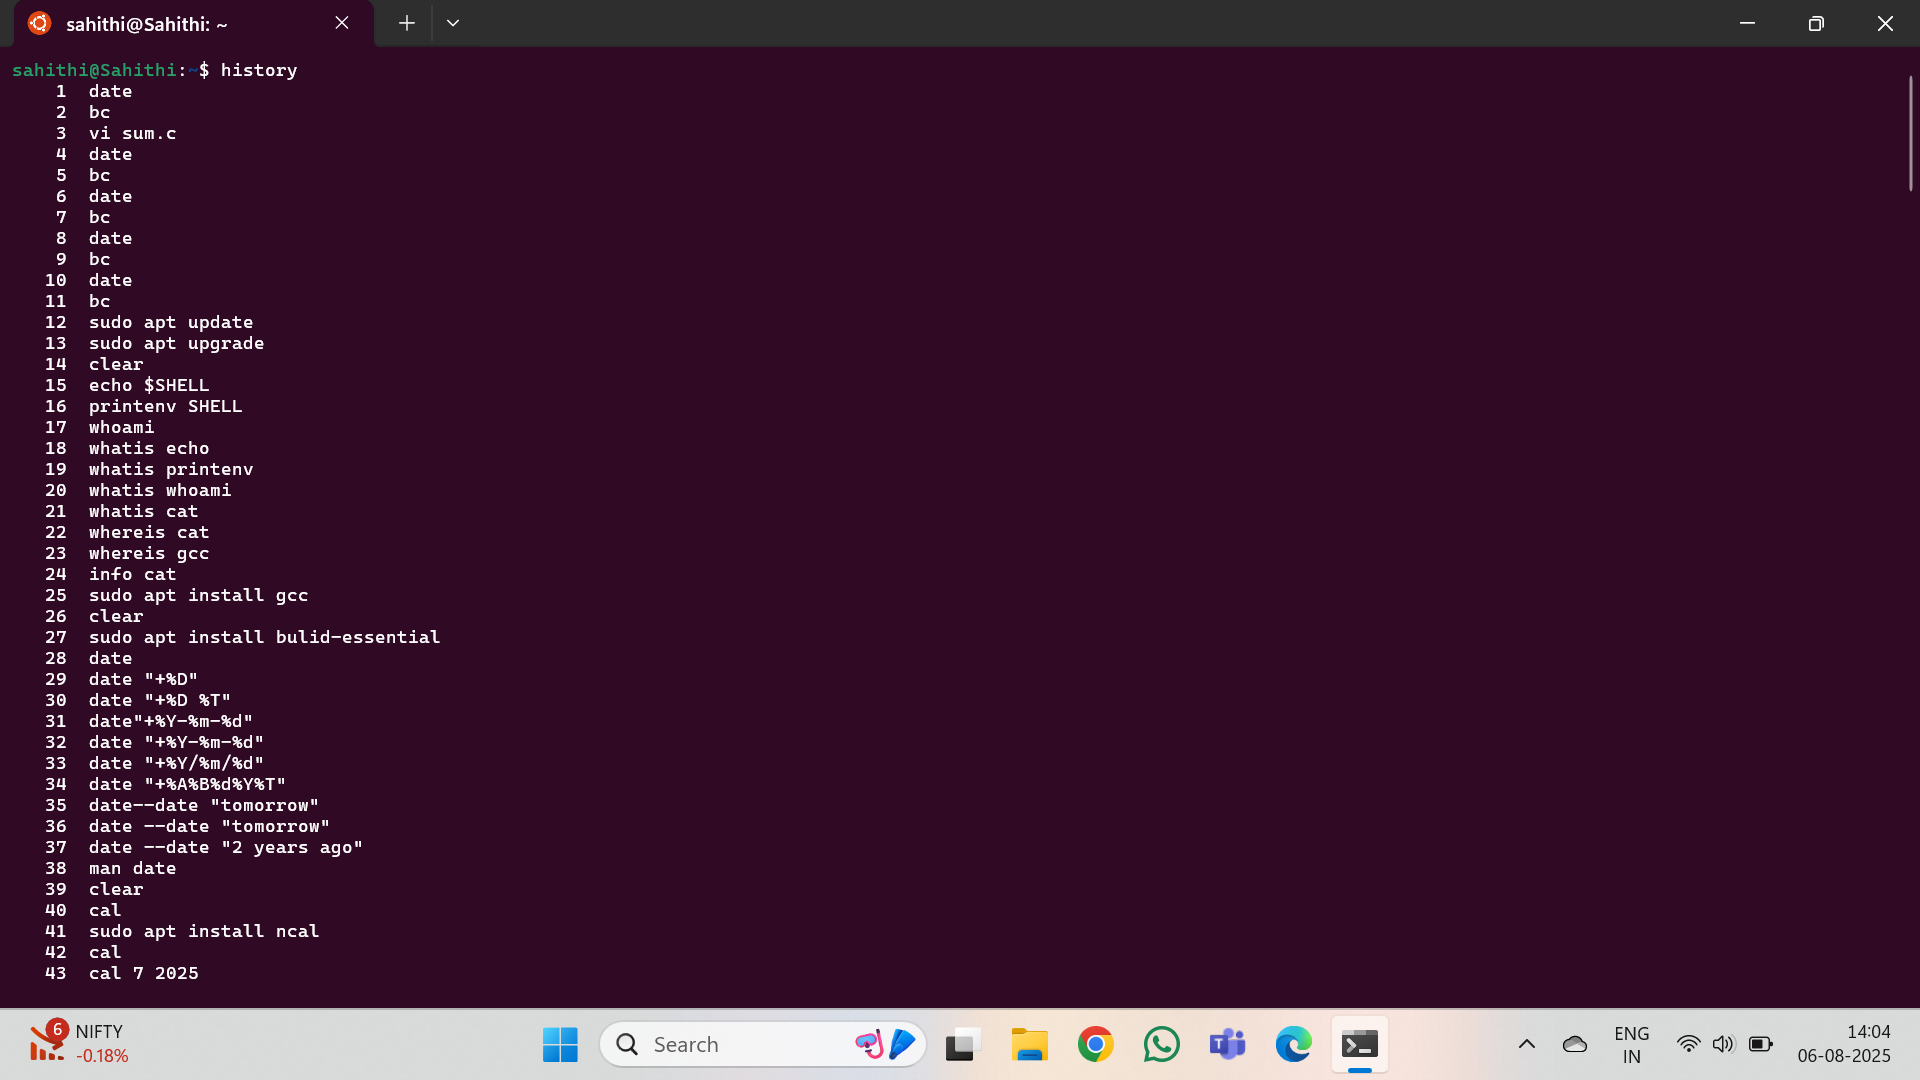 sahithi@Sahithi: ~
sahithi@Sahithi:~$ history
1 date
2 bc
3 vi sum.c
4 date
5 bc
6 date
7 bc
8 date
9 bc
10 date
11 bc
12 sudo apt update
13 sudo apt upgrade
14 clear
15 echo $SHELL
16 printenv SHELL
17 whoami
18 whatis echo
19 whatis printenv
20 whatis whoami
21 whatis cat
22 whereis cat
23 whereis gcc
24 info cat
25 sudo apt install gcc
26 clear
27 sudo apt install bulid-essential
28 date
29 date "+%D"
30 date "+%D %T"
31 date"+%Y-%m-%d"
32 date "+%Y-%m-%d"
33 date "+%Y/%m/%d"
34 date "+%A%B%d%Y%T"
35 date--date "tomorrow"
36 date --date "tomorrow"
37 date --date "2 years ago"
38 man date
39 clear
40 cal
41 sudo apt install ncal
42 cal
43 cal 7 2025
6 NIFTY
-0.18%
Search
ENG
IN
14:04
06-08-2025